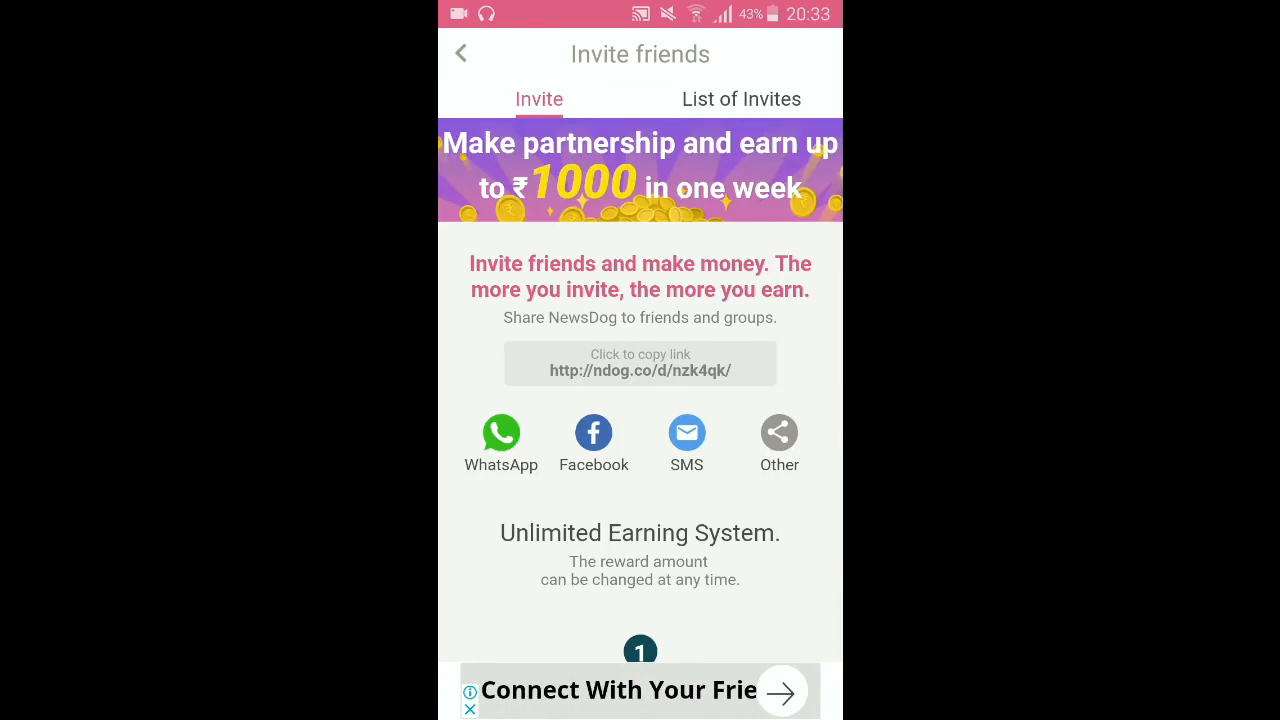 43% 20:33
Invite friends
Invite List of Invites
Make partnership and earn up
to ₹1000 in one week
Invite friends and make money. The
more you invite, the more you earn.
Share NewsDog to friends and groups.
Click to copy link
http://ndog.co/d/nzk4qk/
WhatsApp Facebook SMS Other
Unlimited Earning System.
The reward amount
can be changed at any time.
1
Connect With Your Frie